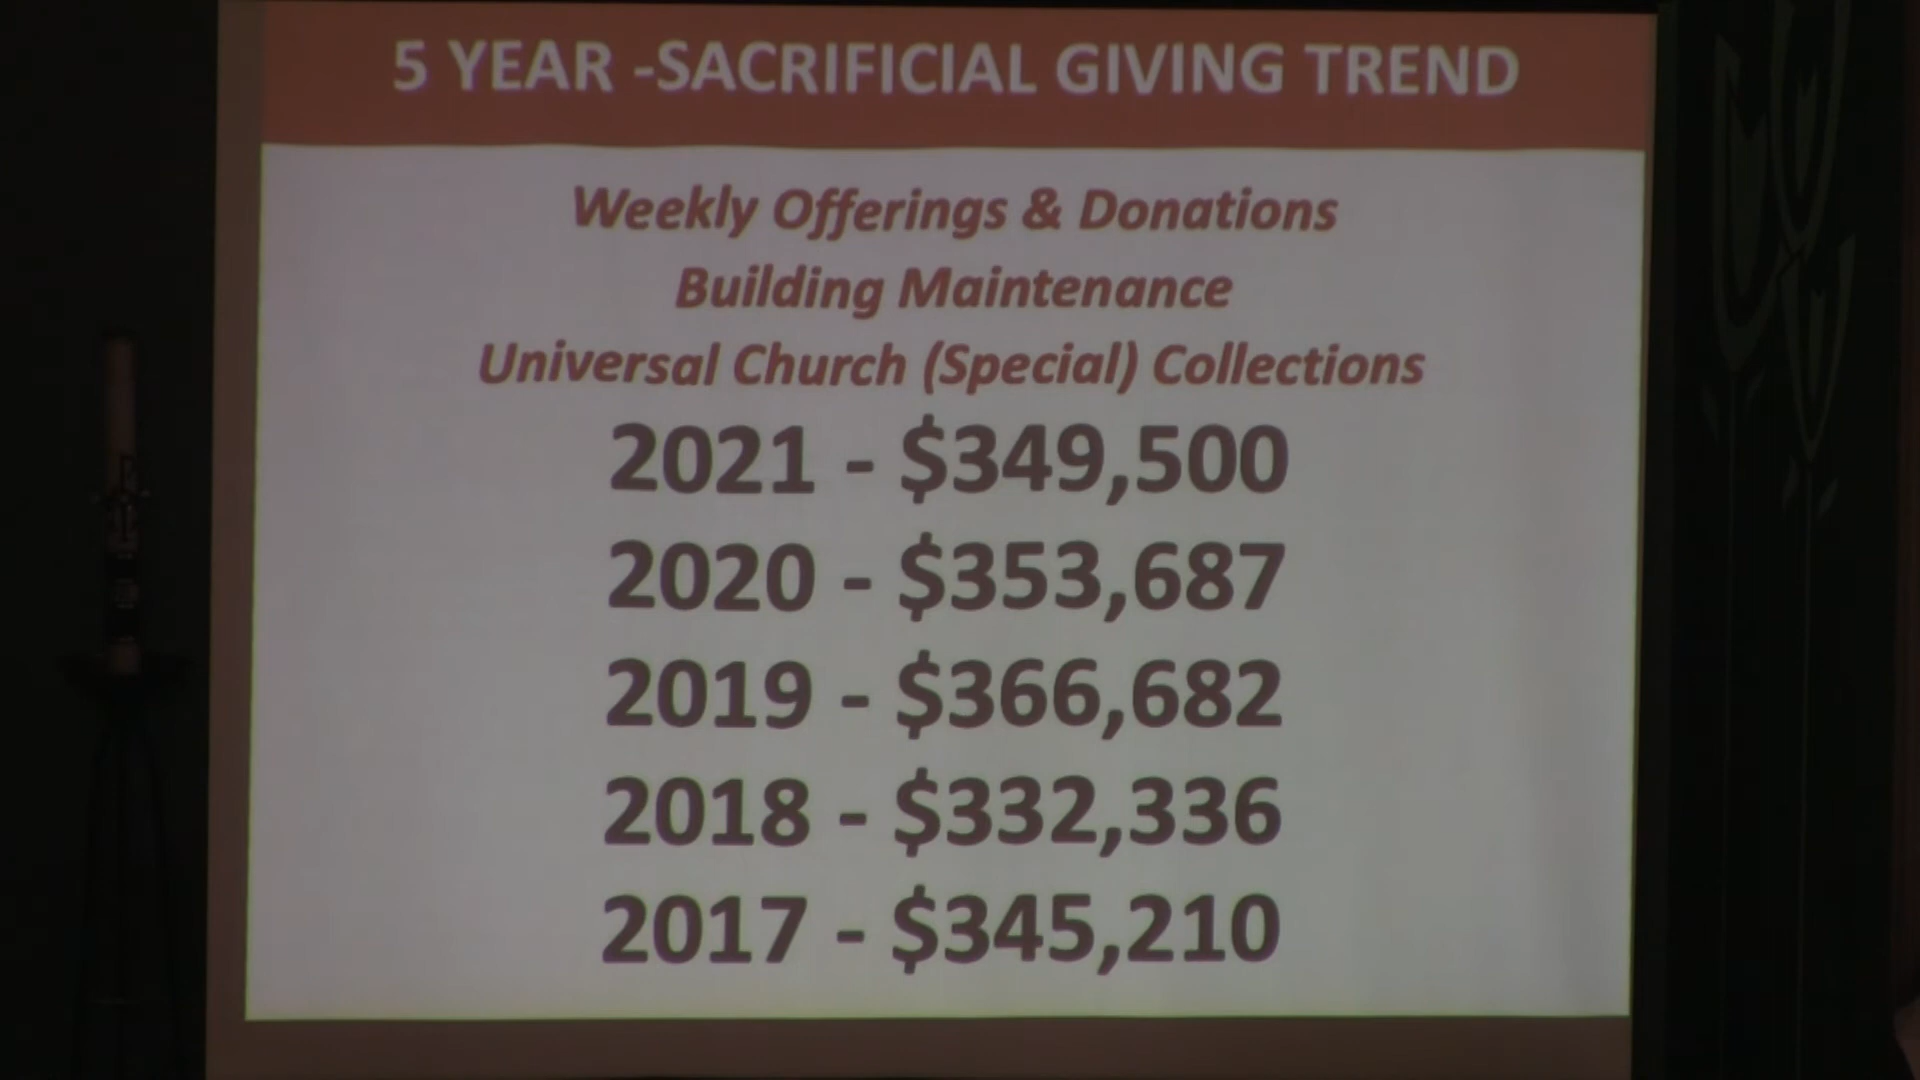 5 YEAR -SACRIFICIAL GIVING TREND
Weekly Offerings & Donations
Building Maintenance
Universal Church (Special) Collections
2021 - $349,500
2020 - $353,687
2019 - $366,682
2018 - $332,336
2017 - $345,210